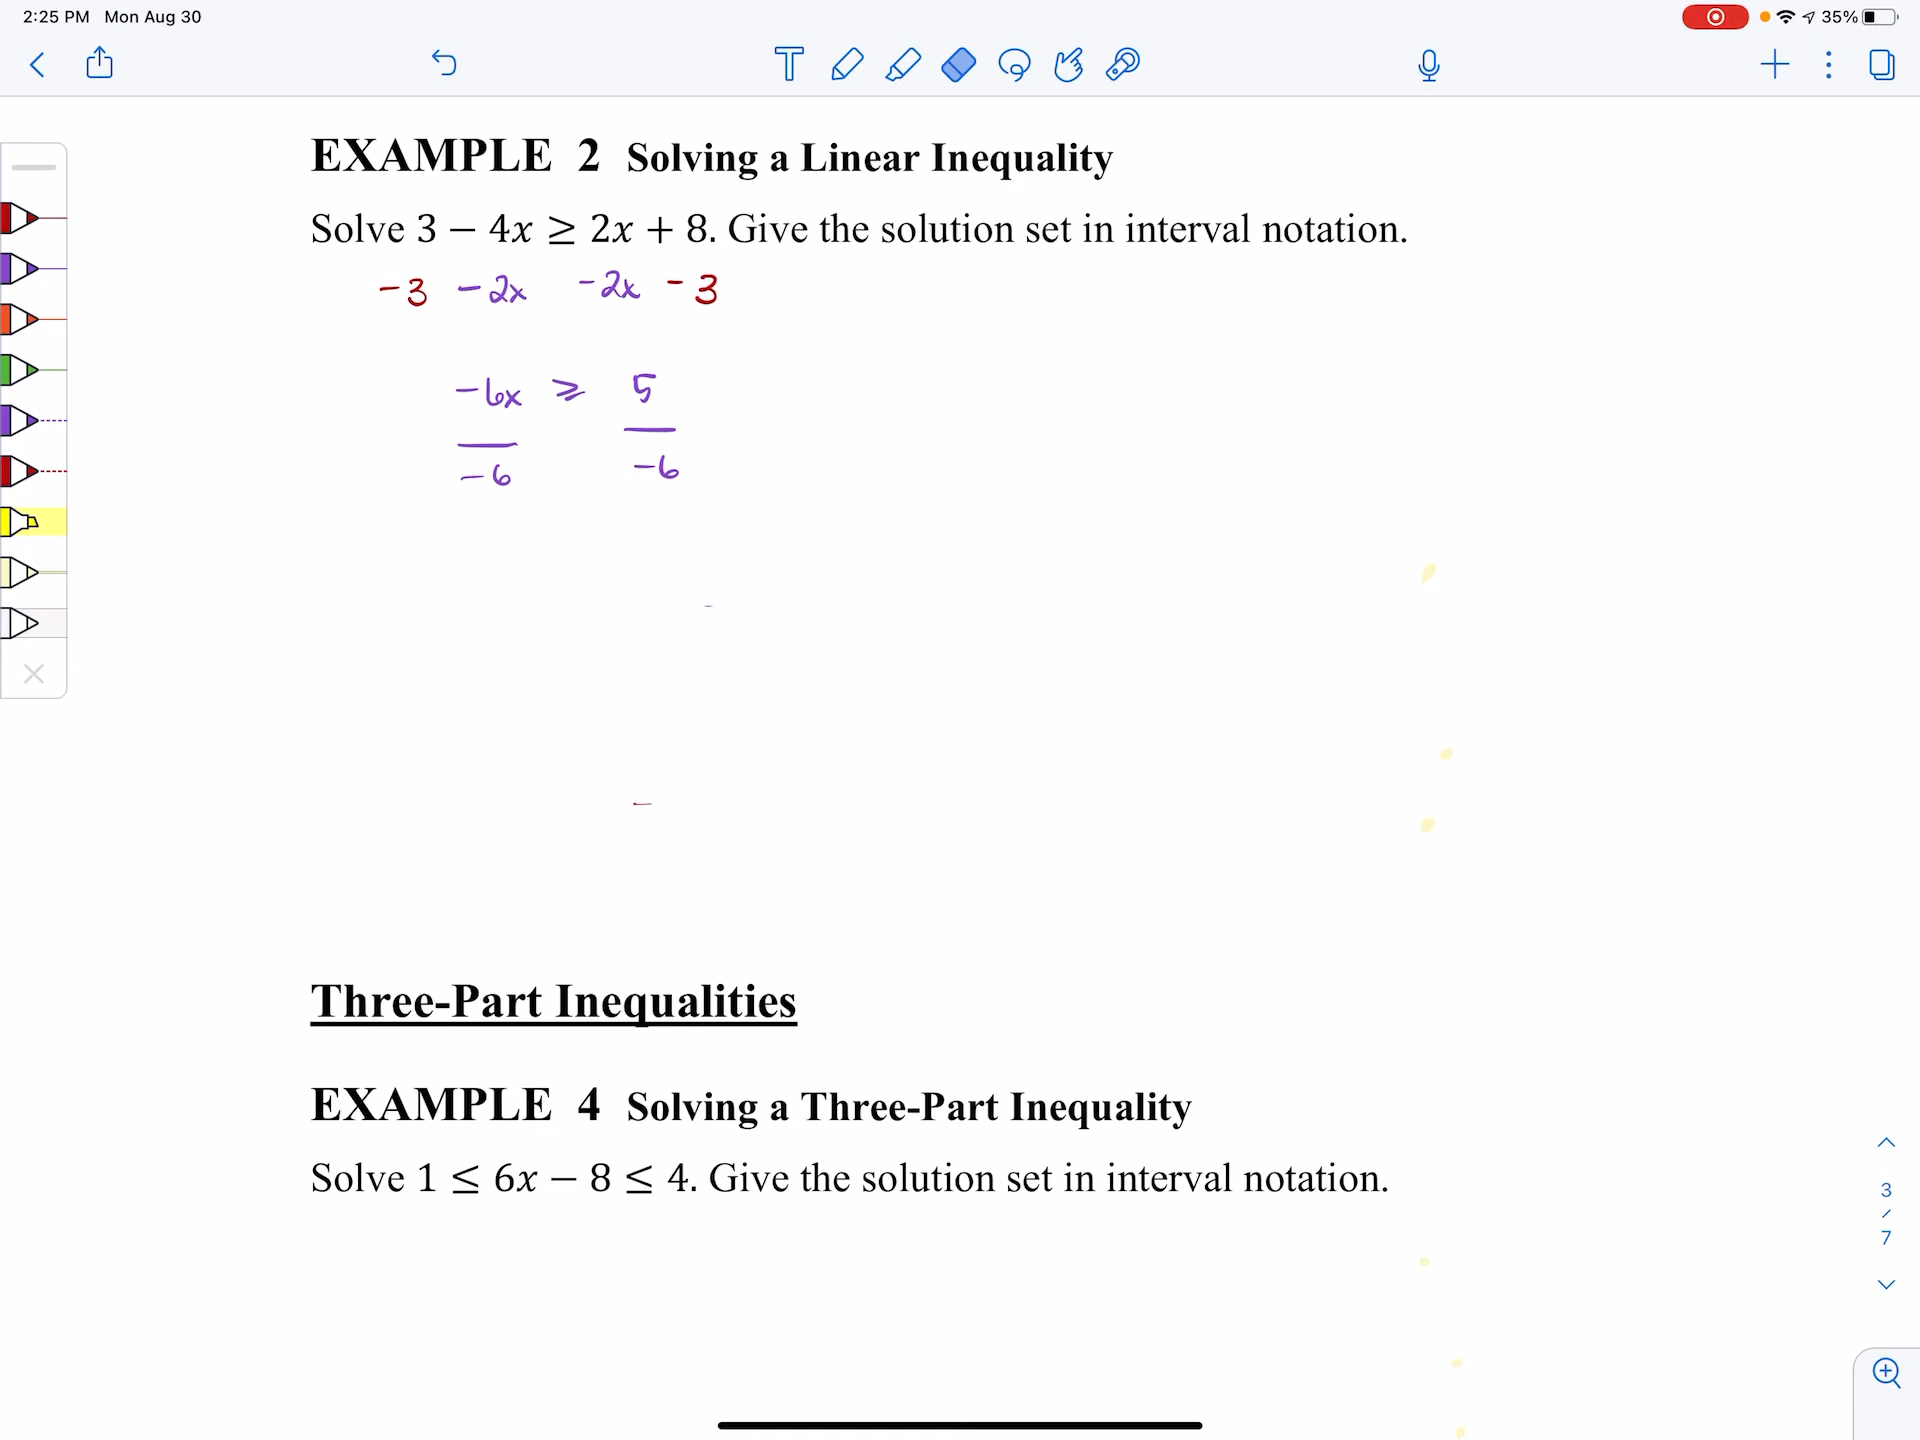 2:25 PM Mon Aug 30
35%
EXAMPLE 2 Solving a Linear Inequality
Solve 3 − 4x ≥ 2x + 8. Give the solution set in interval notation.
-3 -2x -2x -3
-6x ≥ 5
-6 -6
Three-Part Inequalities
EXAMPLE 4 Solving a Three-Part Inequality
Solve 1 ≤ 6x − 8 ≤ 4. Give the solution set in interval notation.
3
/
7